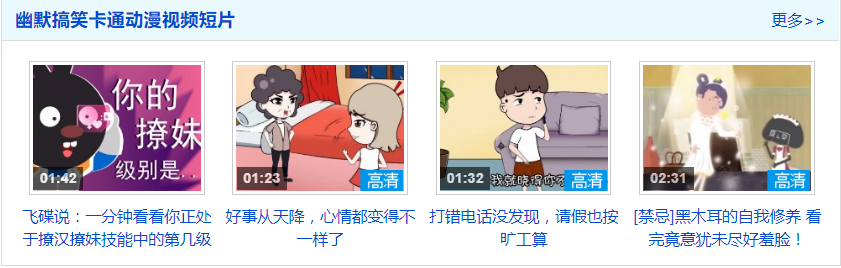 幽默搞笑卡通动漫视频短片
更多>>
你的
撩妹
级别是..
01:42
01:23
高清
01:32
我就晓得你不
高清
02:31
高清
飞碟说：一分钟看看你正处
于撩汉撩妹技能中的第几级
好事从天降，心情都变得不
一样了
打错电话没发现，请假也按
旷工算
[禁忌]黑木耳的自我修养 看
完竟意犹未尽好羞脸！